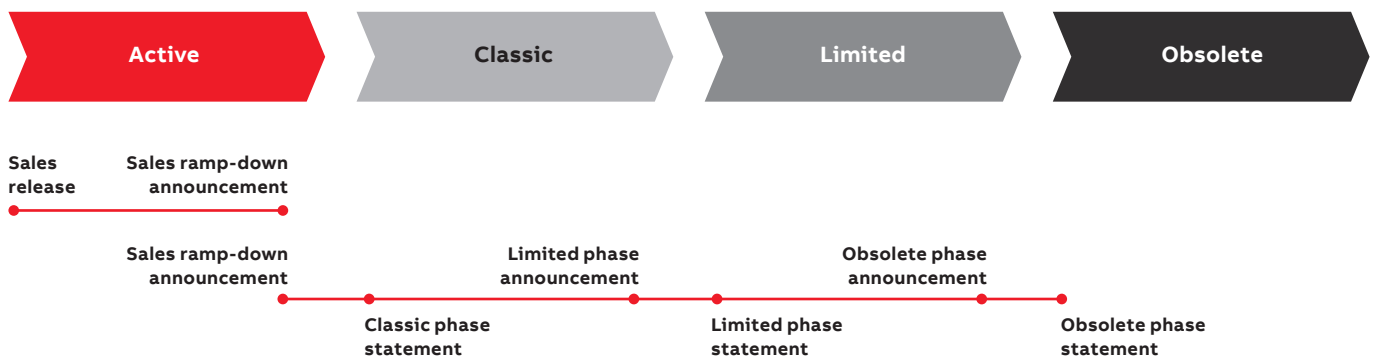 Active
Classic
Limited
Obsolete
Sales
release
Sales ramp-down
announcement
Sales ramp-down
announcement
Limited phase
announcement
Obsolete phase
announcement
Classic phase
statement
Limited phase
statement
Obsolete phase
statement